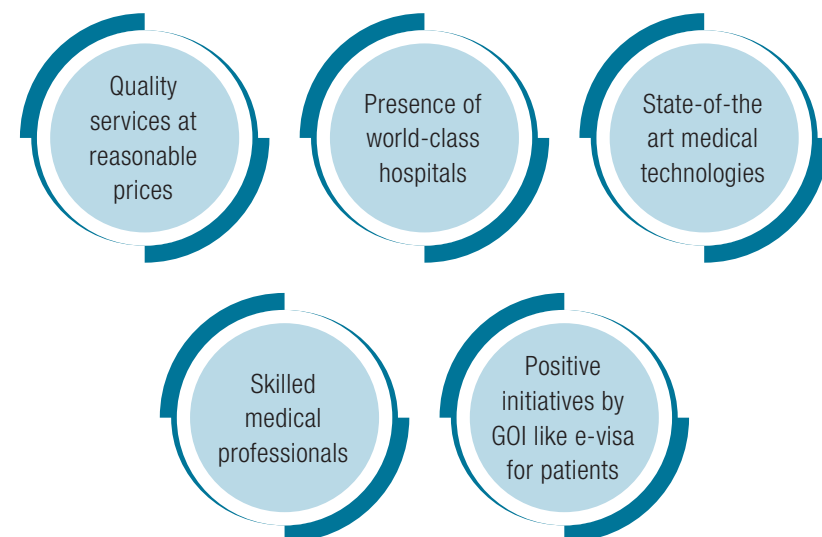 Quality
services at
reasonable
prices
Presence of
world-class
hospitals
State-of-the
art medical
technologies
Skilled
medical
professionals
Positive
initiatives by
GOI like e-visa
for patients